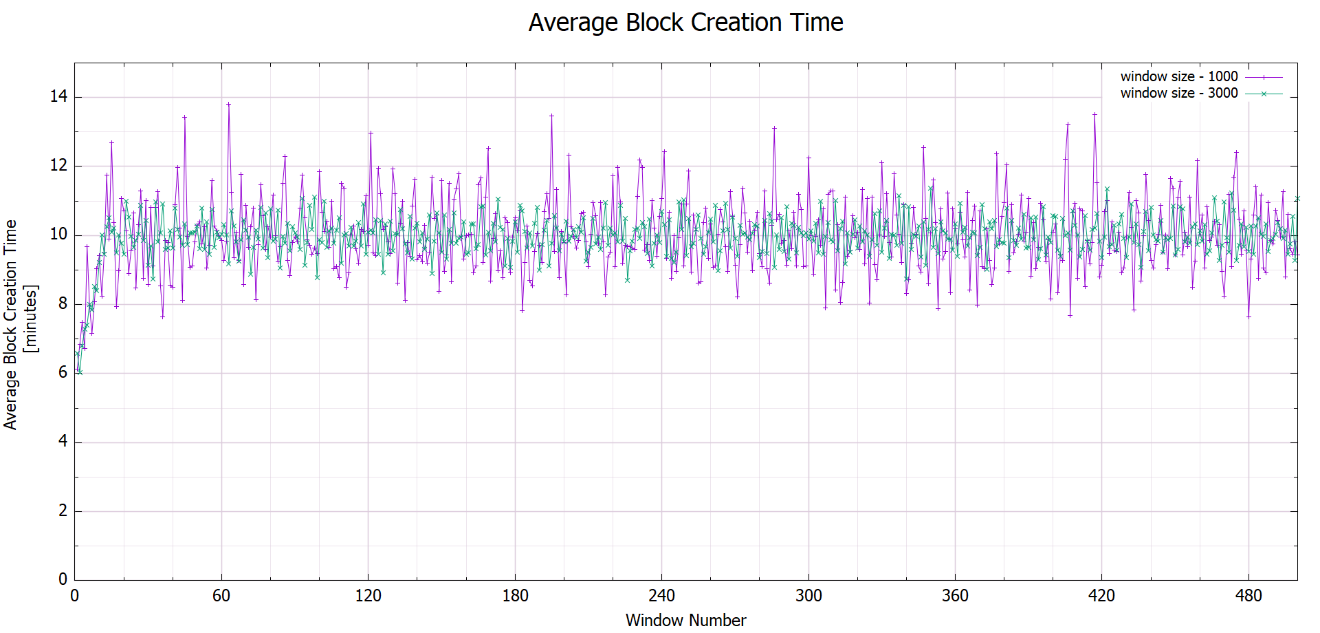 Average Block Creation Time
window size - 1000
window size - 3000
14
12
10
8
6
4
2
0
Average Block Creation Time
[minutes]
0 60 120 180 240 300 360 420 480
Window Number